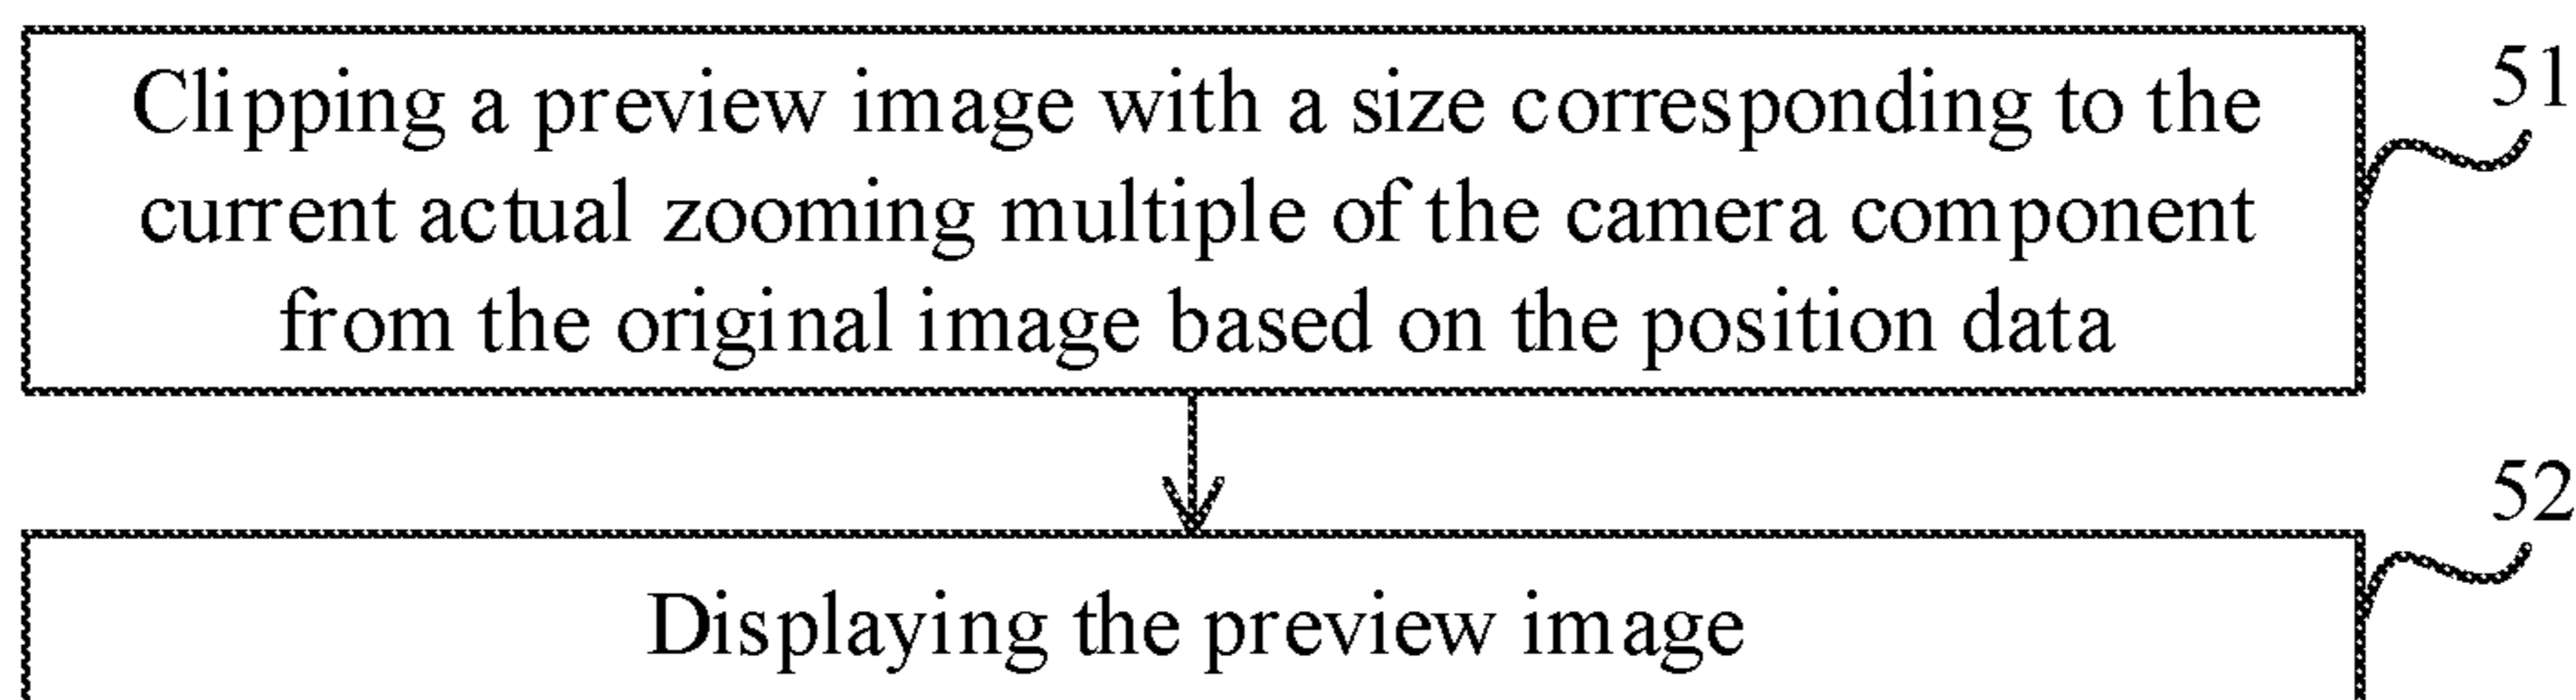 Clipping a preview image with a size corresponding to the
51
current actual zooming multiple of the camera component
from the original image based on the position data
52
Displaying the preview image